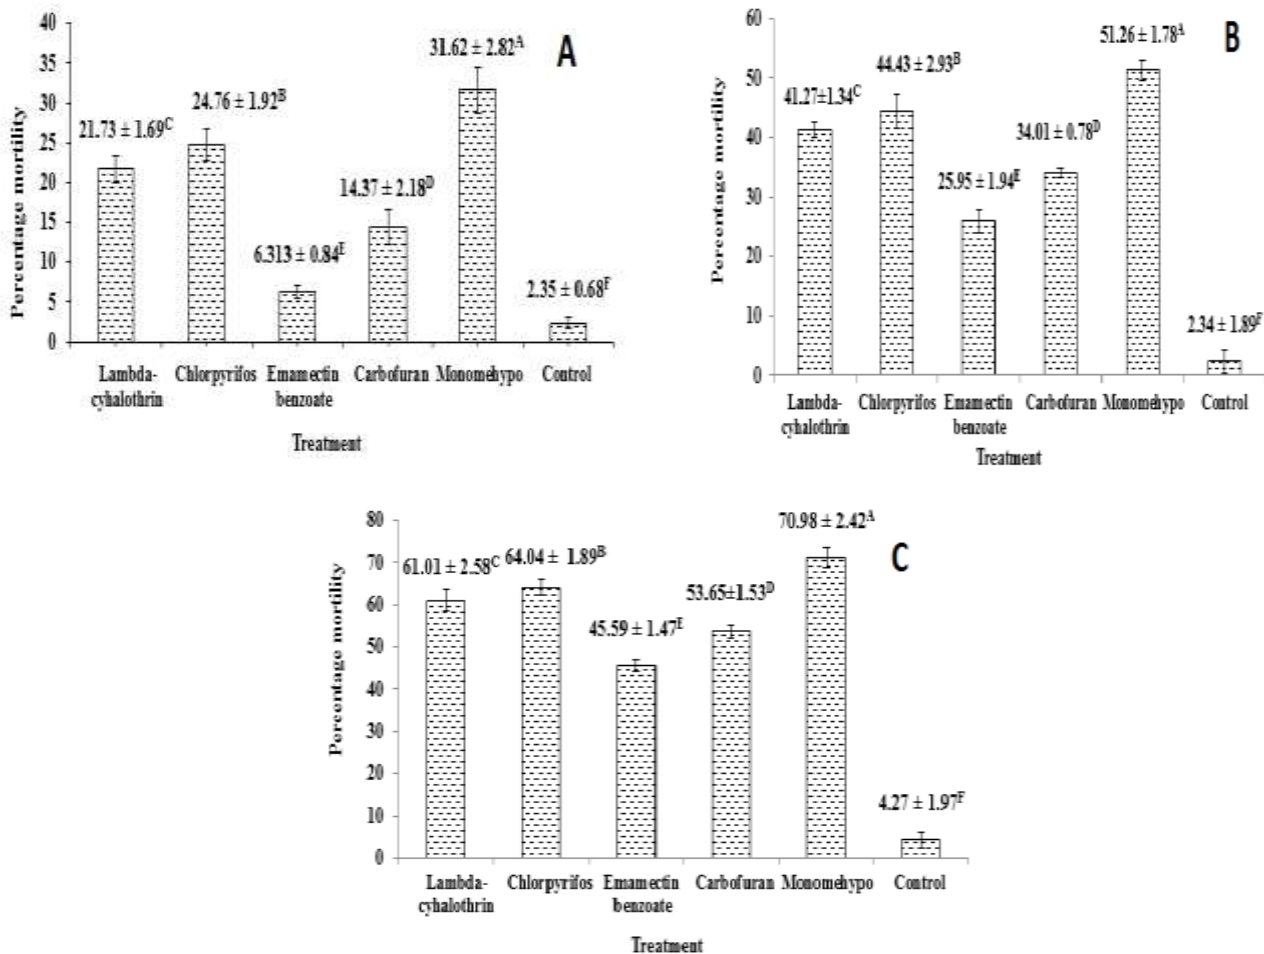 A
Percentage mortility
40
35
30
25
20
15
10
5
0
21.73 ± 1.69C
24.76 ± 1.92B
6.313 ± 0.84E
14.37 ± 2.18D
31.62 ± 2.82A
2.35 ± 0.68F
Lambda-
cyhalothrin
Chlorpyrifos
Emamectin
benzoate
Carbofuran
Monomehypo
Control
Treatment
B
Percentage mortility
60
50
40
30
20
10
0
41.27±1.34C
44.43 ± 2.93B
25.95 ± 1.94E
34.01 ± 0.78D
51.26 ± 1.78A
2.34 ± 1.89F
Lambda-
cyhalothrin
Chlorpyrifos
Emamectin
benzoate
Carbofuran
Monomehypo
Control
Treatment
C
Percentage mortility
80
70
60
50
40
30
20
10
0
61.01 ± 2.58C
64.04 ± 1.89B
45.59 ± 1.47E
53.65±1.53D
70.98 ± 2.42A
4.27 ± 1.97F
Lambda-
cyhalothrin
Chlorpyrifos
Emamectin
benzoate
Carbofuran
Monomehypo
Control
Treatment